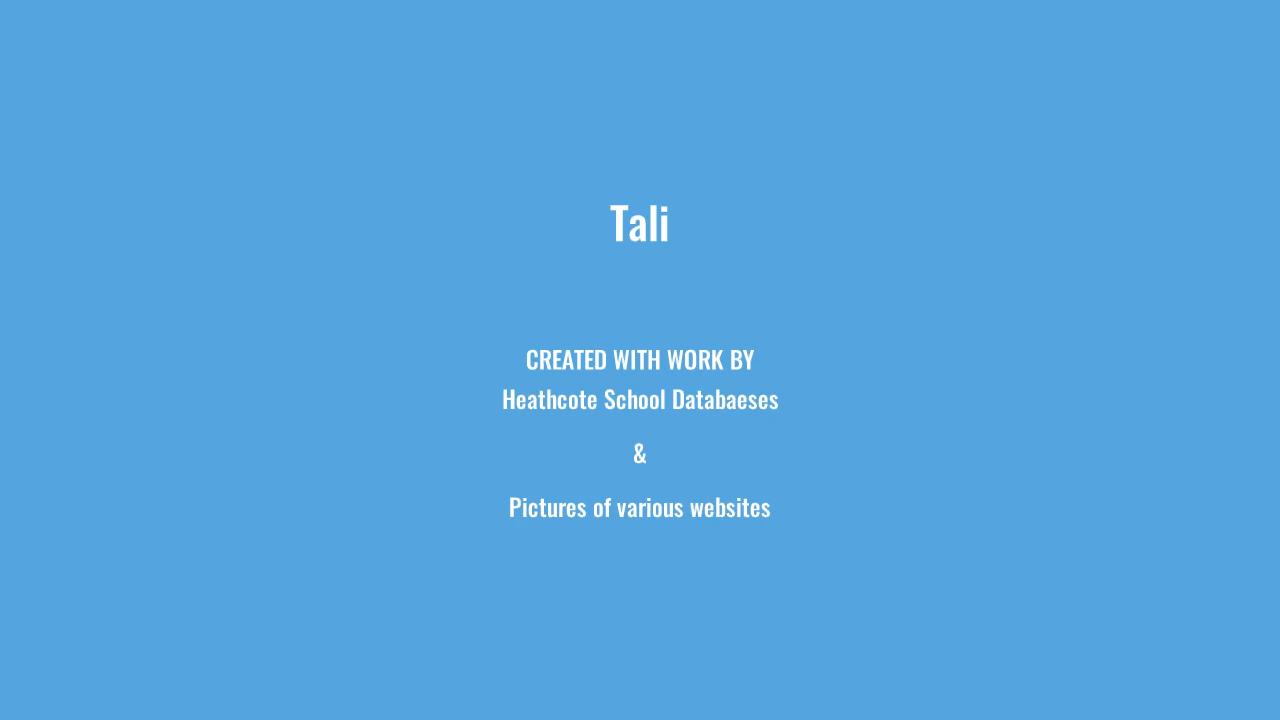 Tali
CREATED WITH WORK BY
Heathcote School Databaeses
&
Pictures of various websites